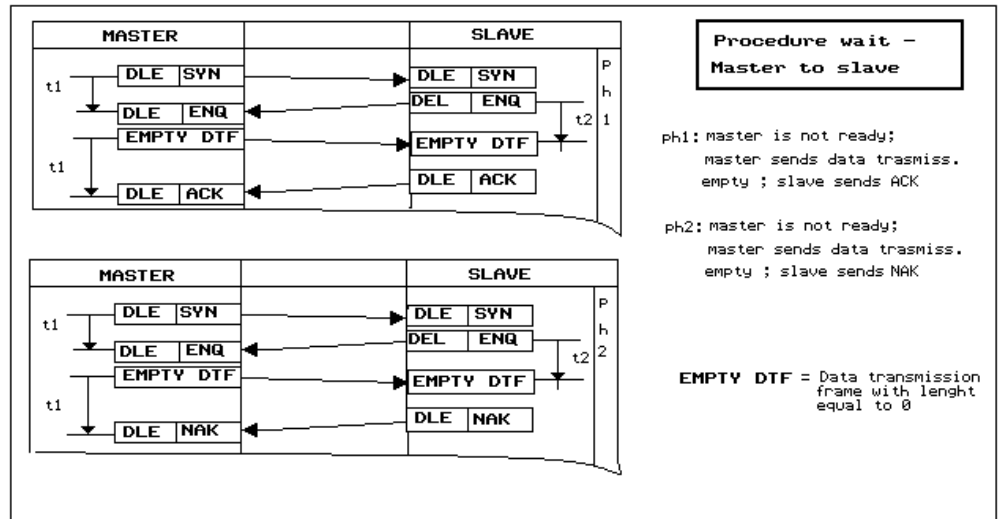 MASTER SLAVE
DLE SYN DLE SYN
t1
DLE ENQ DEL ENQ
t2
EMPTY DTF EMPTY DTF
t1
DLE ACK DLE ACK
Ph1
Procedure wait -
Master to slave
ph1: master is not ready;
master sends data trasmiss.
empty ; slave sends ACK
ph2: master is not ready;
master sends data trasmiss.
empty ; slave sends NAK
MASTER SLAVE
DLE SYN DLE SYN
t1
DLE ENQ DEL ENQ
t2
EMPTY DTF EMPTY DTF
t1
DLE NAK DLE NAK
Ph2
EMPTY DTF = Data transmission
frame with lenght
equal to 0